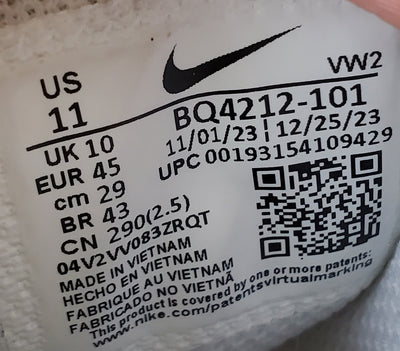 US
11
VW2
BQ4212-101
11/01/23 | 12/25/23
UPC 00193154109429
UK 10
EUR 45
cm 29
BR 43
CN 290(2.5)
04V2VV083ZRQT
MADE IN VIETNAM
HECHO EN VIETNAM
FABRIQUE AU VIETNAM
FABRICADO NO VIETNÃ
This product is covered by one or more patents:
www.nike.com/patentsvirtualmarking